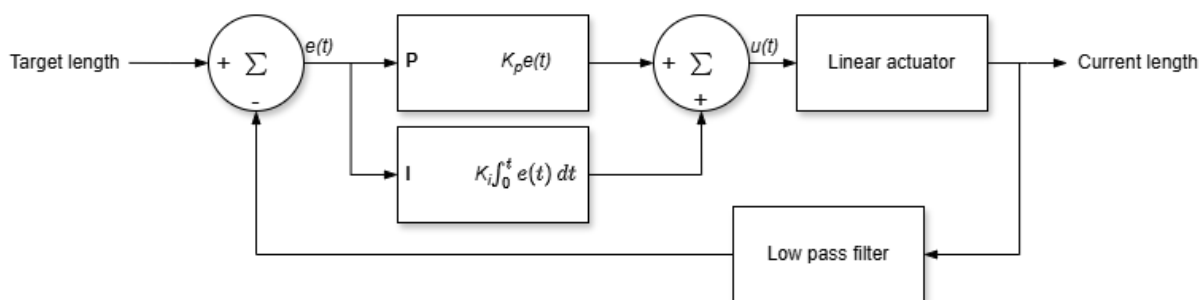 Target length
+ Σ
-
e(t)
P K_p e(t)
I K_i ∫_0^t e(t) dt
+ Σ
+
u(t)
Linear actuator
Current length
Low pass filter